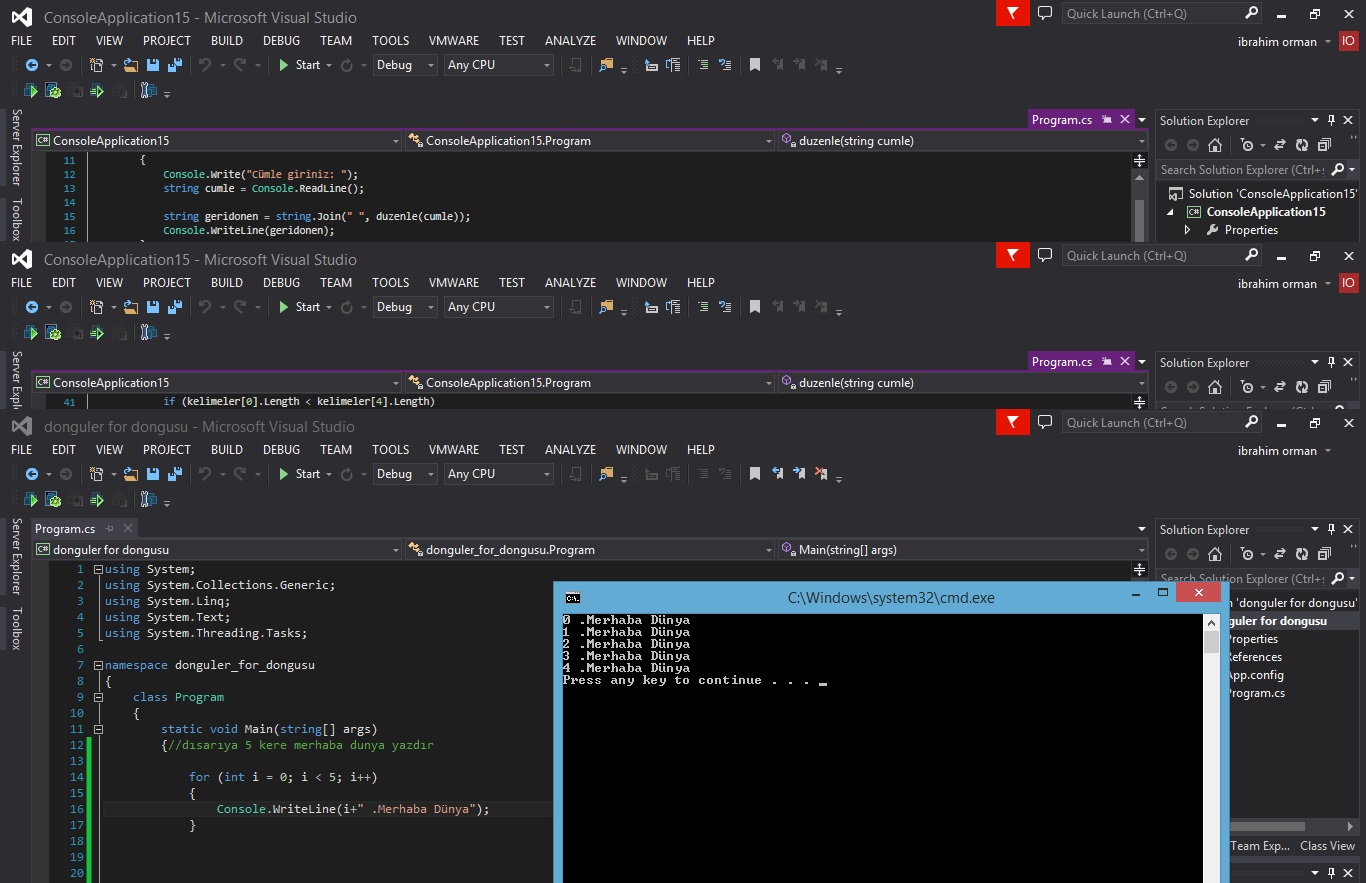 ConsoleApplication15 - Microsoft Visual Studio
Quick Launch (Ctrl+Q)
FILE EDIT VIEW PROJECT BUILD DEBUG TEAM TOOLS VMWARE TEST ANALYZE WINDOW HELP
ibrahim orman IO
Start Debug Any CPU
Server Explorer
Toolbox
Program.cs
Solution Explorer
ConsoleApplication15 ConsoleApplication15.Program duzenle(string cumle)
Search Solution Explorer (Ctrl+;
11 {
12 Console.Write("Cümle giriniz: ");
13 string cumle = Console.ReadLine();
14
15 string geridonen = string.Join(" ", duzenle(cumle));
16 Console.WriteLine(geridonen);
Solution 'ConsoleApplication15'
ConsoleApplication15
Properties
ConsoleApplication15 - Microsoft Visual Studio
Quick Launch (Ctrl+Q)
FILE EDIT VIEW PROJECT BUILD DEBUG TEAM TOOLS VMWARE TEST ANALYZE WINDOW HELP
ibrahim orman IO
Start Debug Any CPU
Server Expl
Program.cs
Solution Explorer
ConsoleApplication15 ConsoleApplication15.Program duzenle(string cumle)
41 if (kelimeler[0].Length < kelimeler[4].Length)
donguler for dongusu - Microsoft Visual Studio
Quick Launch (Ctrl+Q)
FILE EDIT VIEW PROJECT BUILD DEBUG TEAM TOOLS VMWARE TEST ANALYZE WINDOW HELP
ibrahim orman
Start Debug Any CPU
Server Explorer
Toolbox
Program.cs
Solution Explorer
donguler for dongusu donguler_for_dongusu.Program Main(string[] args)
Search Solution Explorer (Ctrl+;
1 using System;
2 using System.Collections.Generic;
3 using System.Linq;
4 using System.Text;
5 using System.Threading.Tasks;
6
7 namespace donguler_for_dongusu
8 {
9 class Program
10 {
11 static void Main(string[] args)
12 {//dısarıya 5 kere merhaba dunya yazdır
13
14 for (int i = 0; i < 5; i++)
15 {
16 Console.WriteLine(i+" .Merhaba Dünya");
17 }
18
19
20
C:\Windows\system32\cmd.exe
0 .Merhaba Dünya
1 .Merhaba Dünya
2 .Merhaba Dünya
3 .Merhaba Dünya
4 .Merhaba Dünya
Press any key to continue . . . _
n 'donguler for dongusu'
guler for dongusu
Properties
References
App.config
Program.cs
Team Exp... Class View